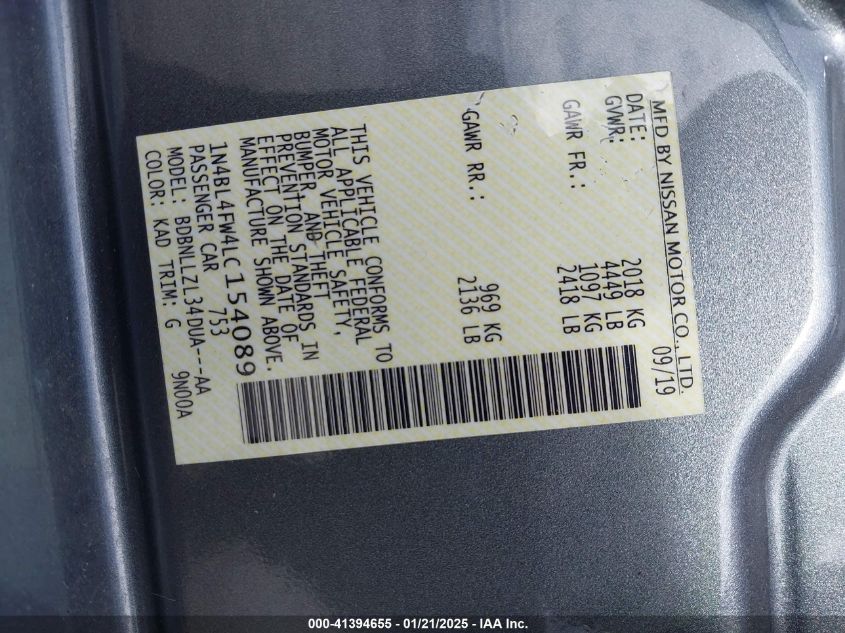 MFD BY NISSAN MOTOR CO., LTD.
DATE: 09/19
GVWR: 2018 KG
4449 LB
GAWR FR.: 1097 KG
2418 LB
GAWR RR.: 969 KG
2136 LB
THIS VEHICLE CONFORMS TO
ALL APPLICABLE FEDERAL
MOTOR VEHICLE SAFETY,
BUMPER, AND THEFT
PREVENTION STANDARDS IN
EFFECT ON THE DATE OF
MANUFACTURE SHOWN ABOVE.
1N4BL4FW4LC154089
PASSENGER CAR 753
MODEL: BDBNLLZL34DUA---AA
COLOR: KAD TRIM: G 9N00A
000-41394655 - 01/21/2025 - IAA Inc.